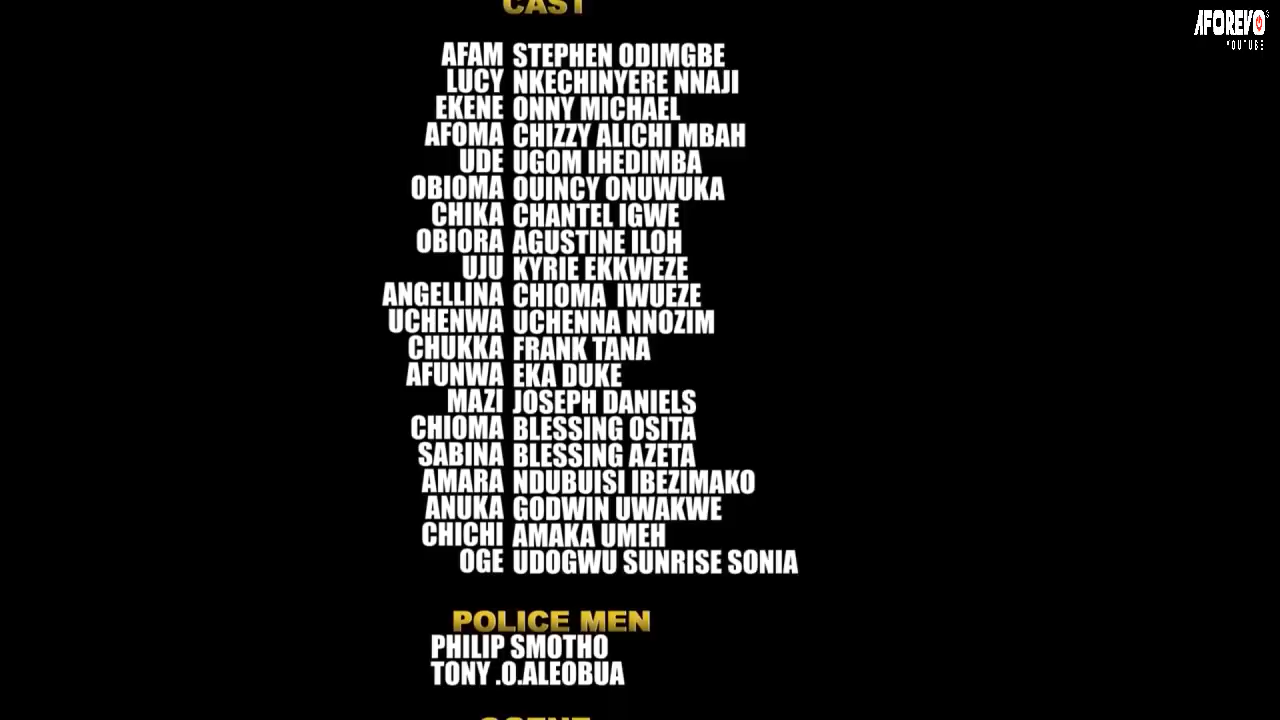 CAST
AFOREVO
YOUTUBE
AFAM STEPHEN ODIMGBE
LUCY NKECHINYERE NNAJI
EKENE ONNY MICHAEL
AFOMA CHIZZY ALICHI MBAH
UDE UGOM IHEDIMBA
OBIOMA QUINCY ONUWUKA
CHIKA CHANTEL IGWE
OBIORA AGUSTINE ILOH
UJU KYRIE EKKWEZE
ANGELLINA CHIOMA IWUEZE
UCHENWA UCHENNA NNOZIM
CHUKKA FRANK TANA
AFUNWA EKA DUKE
MAZI JOSEPH DANIELS
CHIOMA BLESSING OSITA
SABINA BLESSING AZETA
AMARA NDUBUISI IBEZIMAKO
ANUKA GODWIN UWAKWE
CHICHI AMAKA UMEH
OGE UDOGWU SUNRISE SONIA
POLICE MEN
PHILIP SMOTHO
TONY .O.ALEOBUA